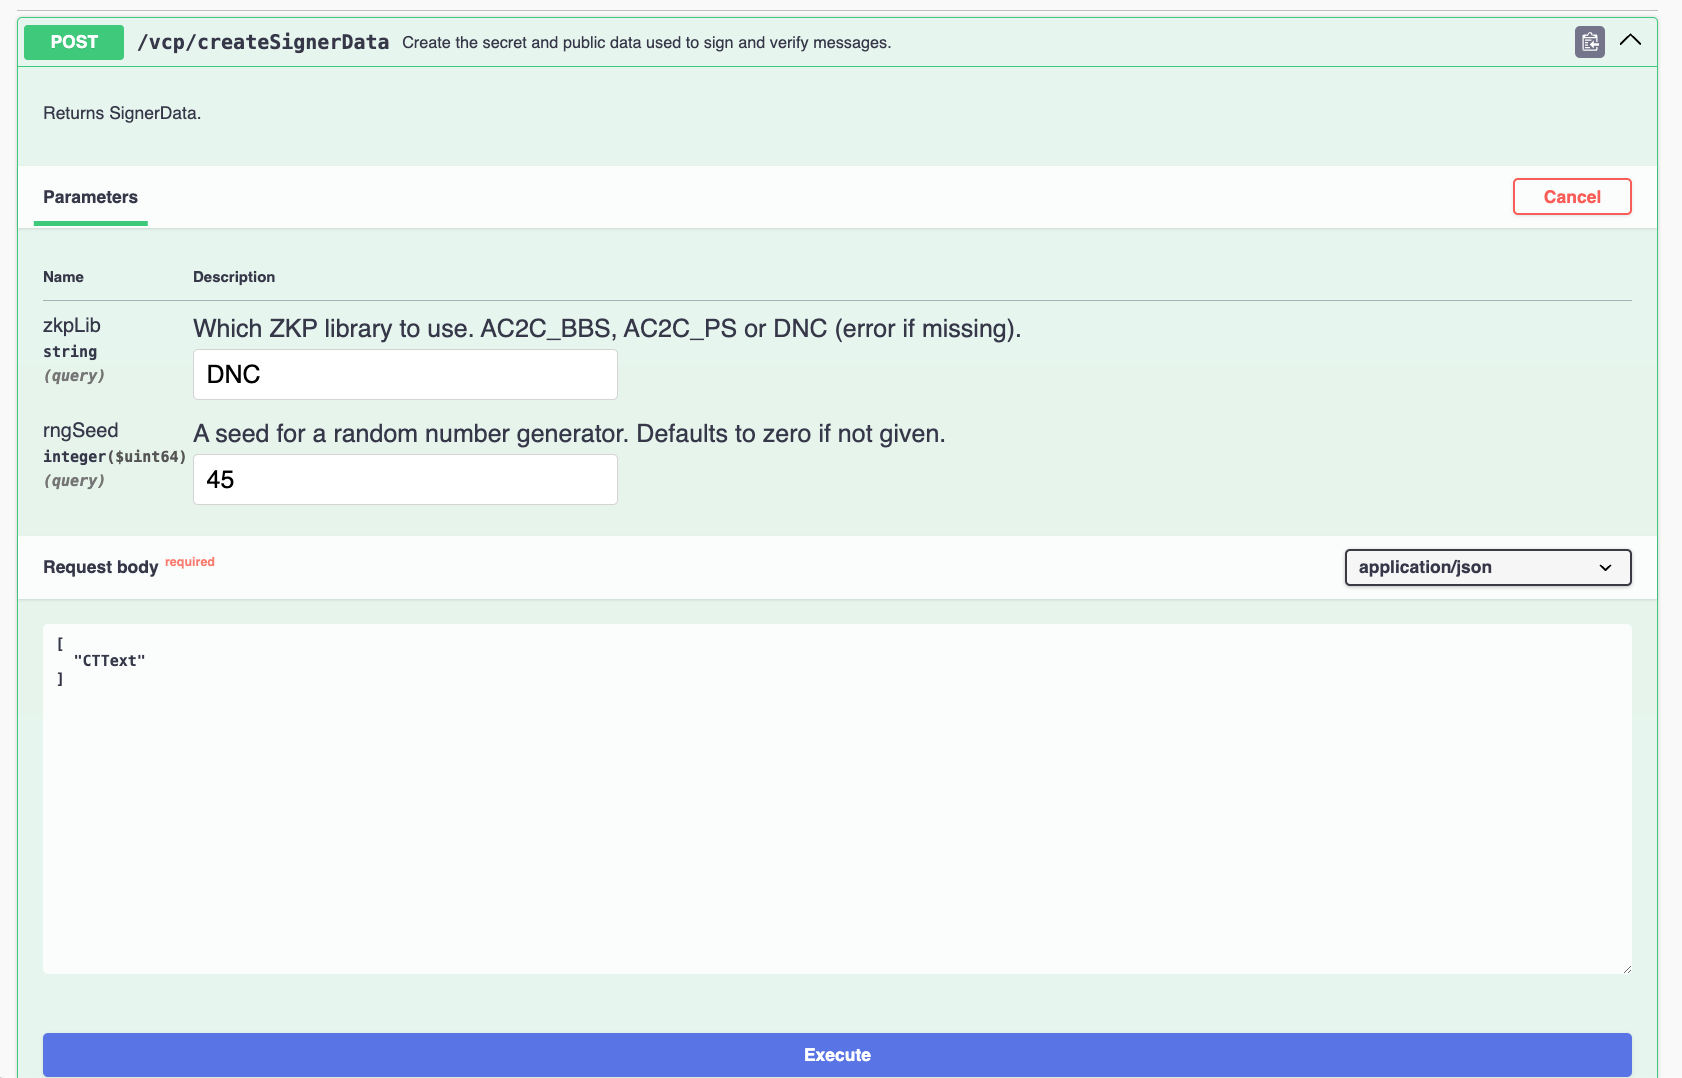 POST /vcp/createSignerData Create the secret and public data used to sign and verify messages.
Returns SignerData.
Parameters
Cancel
Name Description
zkpLib
string
(query)
Which ZKP library to use. AC2C_BBS, AC2C_PS or DNC (error if missing).
DNC
rngSeed
integer($uint64)
(query)
A seed for a random number generator. Defaults to zero if not given.
45
Request body required
application/json
[
"CTText"
]
Execute